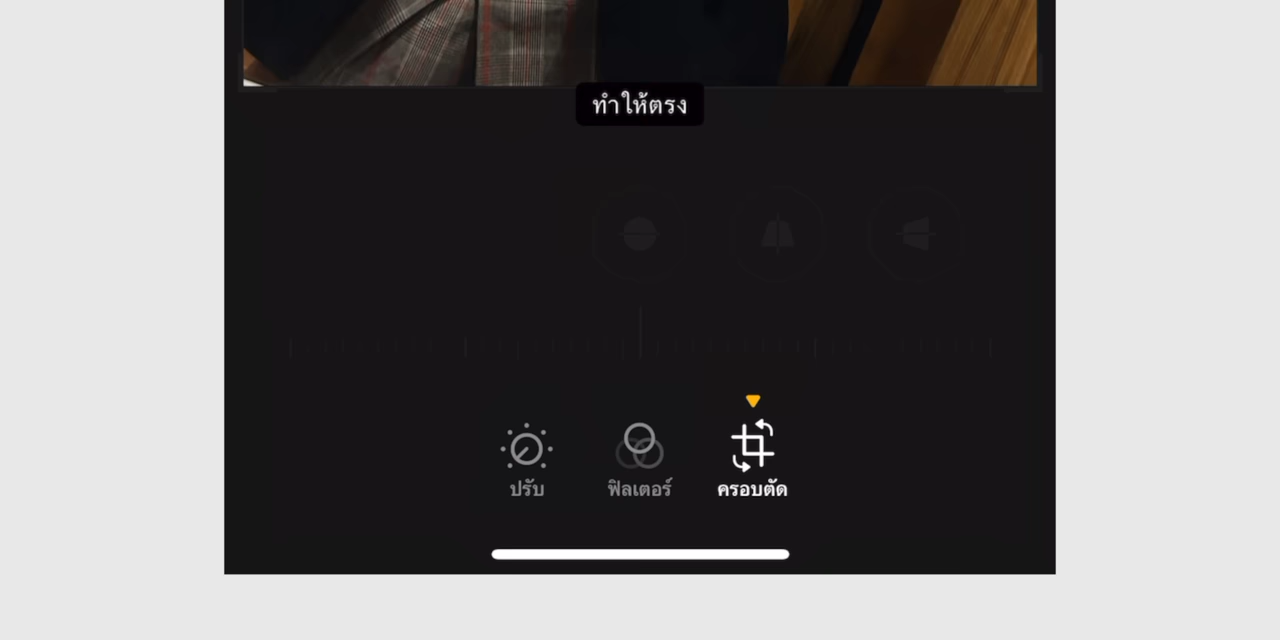 ทำให้ตรง
ปรับ
ฟิลเตอร์
ครอบตัด